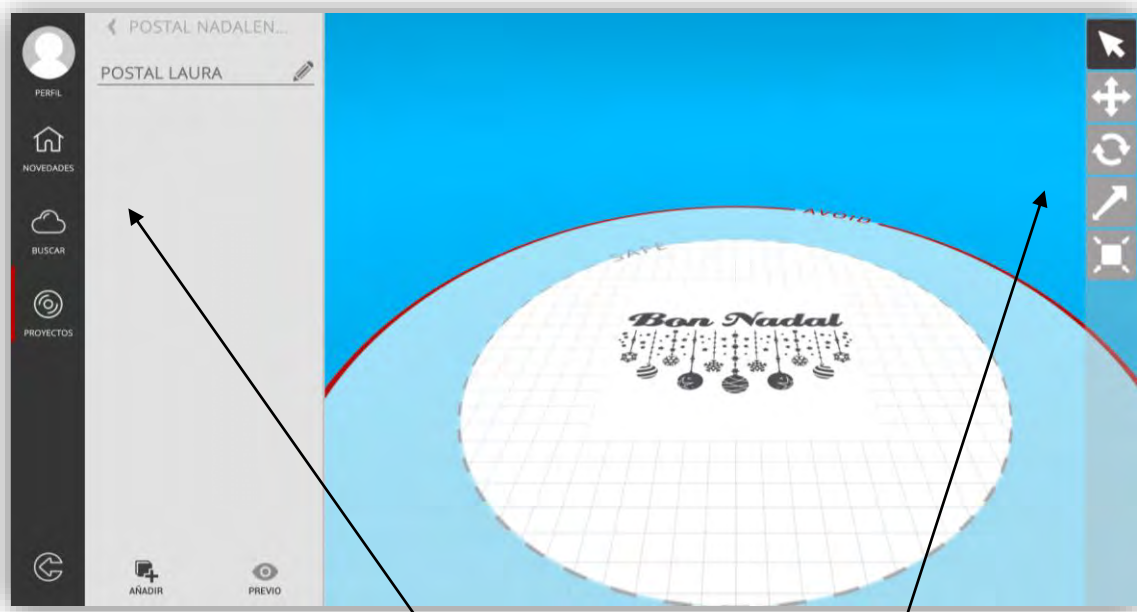 POSTAL NADALEN...
POSTAL LAURA
PERFIL
NOVEDADES
BUSCAR
PROYECTOS
AÑADIR
PREVIO
AVOID
SAFE
Bon Nadal